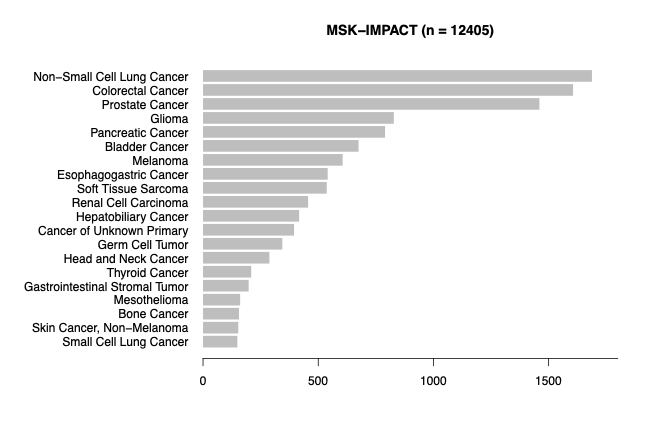 MSK−IMPACT (n = 12405)
Non−Small Cell Lung Cancer
Colorectal Cancer
Prostate Cancer
Glioma
Pancreatic Cancer
Bladder Cancer
Melanoma
Esophagogastric Cancer
Soft Tissue Sarcoma
Renal Cell Carcinoma
Hepatobiliary Cancer
Cancer of Unknown Primary
Germ Cell Tumor
Head and Neck Cancer
Thyroid Cancer
Gastrointestinal Stromal Tumor
Mesothelioma
Bone Cancer
Skin Cancer, Non−Melanoma
Small Cell Lung Cancer
0 500 1000 1500